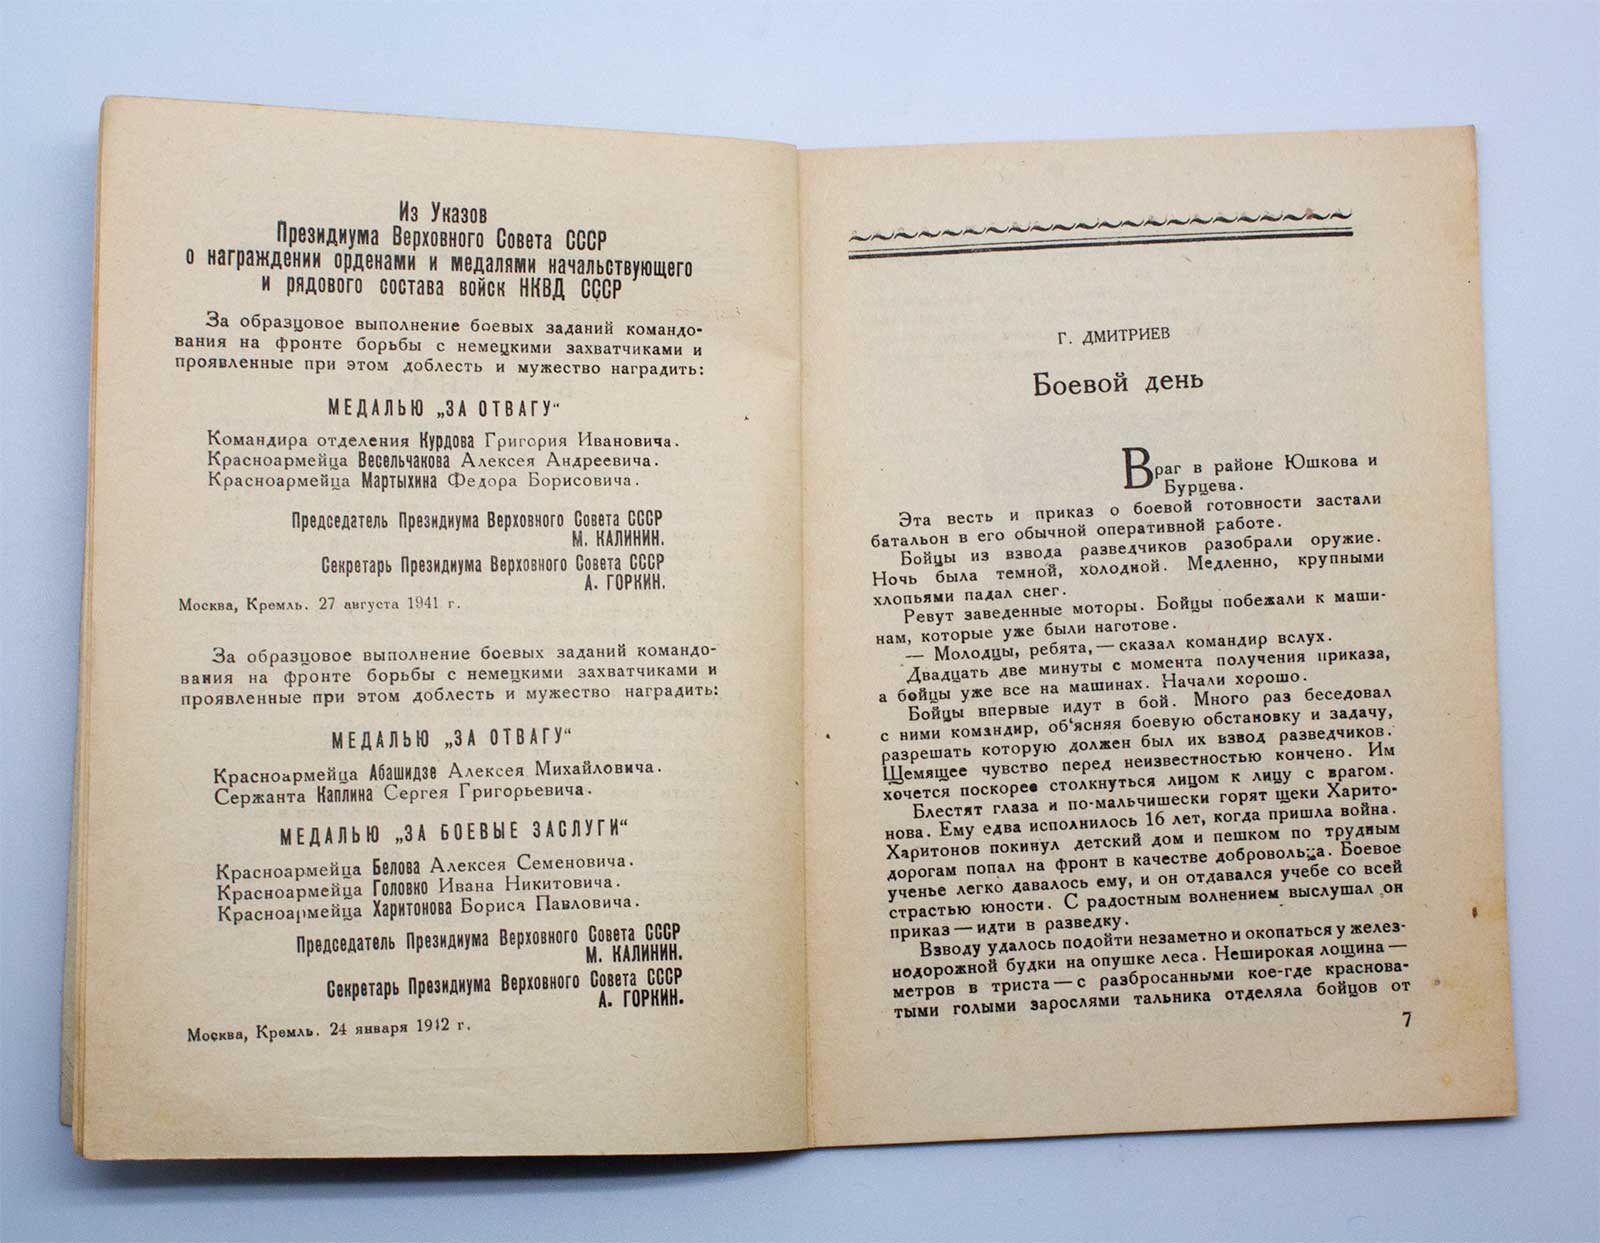 Из Указов
Президиума Верховного Совета СССР
о награждении орденами и медалями начальствующего
и рядового состава войск НКВД СССР
За образцовое выполнение боевых заданий командо-
вания на фронте борьбы с немецкими захватчиками и
проявленные при этом доблесть и мужество наградить:
МЕДАЛЬЮ „ЗА ОТВАГУ“
Командира отделения Курдова Григория Ивановича.
Красноармейца Весельчакова Алексея Андреевича.
Красноармейца Мартыхина Федора Борисовича.
Председатель Президиума Верховного Совета СССР
М. КАЛИНИН.
Секретарь Президиума Верховного Совета СССР
А. ГОРКИН.
Москва, Кремль. 27 августа 1941 г.
За образцовое выполнение боевых заданий командо-
вания на фронте борьбы с немецкими захватчиками и
проявленные при этом доблесть и мужество наградить:
МЕДАЛЬЮ „ЗА ОТВАГУ“
Красноармейца Абашидзе Алексея Михайловича.
Сержанта Каплина Сергея Григорьевича.
МЕДАЛЬЮ „ЗА БОЕВЫЕ ЗАСЛУГИ“
Красноармейца Белова Алексея Семеновича.
Красноармейца Головко Ивана Никитовича.
Красноармейца Харитонова Бориса Павловича.
Председатель Президиума Верховного Совета СССР
М. КАЛИНИН.
Секретарь Президиума Верховного Совета СССР
А. ГОРКИН.
Москва, Кремль. 24 января 1942 г.
Г. ДМИТРИЕВ
Боевой день
Враг в районе Юшкова и
Бурцева.
Эта весть и приказ о боевой готовности застали
батальон в его обычной оперативной работе.
Бойцы из взвода разведчиков разобрали оружие.
Ночь была темной, холодной. Медленно, крупными
хлопьями падал снег.
Ревут заведенные моторы. Бойцы побежали к маши-
нам, которые уже были наготове.
— Молодцы, ребята, — сказал командир вслух.
Двадцать две минуты с момента получения приказа,
а бойцы уже все на машинах. Начали хорошо.
Бойцы впервые идут в бой. Много раз беседовал
с ними командир, об‘ясняя боевую обстановку и задачу,
разрешать которую должен был их взвод разведчиков.
Щемящее чувство перед неизвестностью кончено. Им
хочется поскорее столкнуться лицом к лицу с врагом.
Блестят глаза и по-мальчишески горят щеки Харито-
нова. Ему едва исполнилось 16 лет, когда пришла война.
Харитонов покинул детский дом и пешком по трудным
дорогам попал на фронт в качестве добровольца. Боевое
ученье легко давалось ему, и он отдавался учебе со всей
страстью юности. С радостным волнением выслушал он
приказ — идти в разведку.
Взводу удалось подойти незаметно и окопаться у желез-
нодорожной будки на опушке леса. Неширокая лощина —
метров в триста — с разбросанными кое-где краснова-
тыми голыми зарослями тальника отделяла бойцов от
7